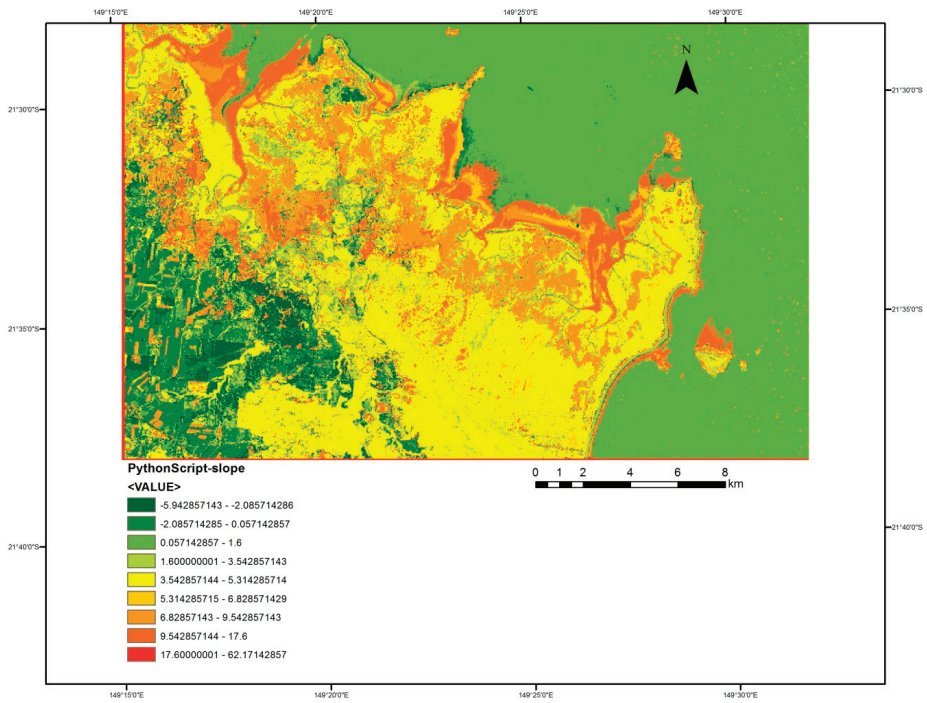 149°15'0"E 149°20'0"E 149°25'0"E 149°30'0"E
N
21°30'0"S 21°30'0"S
21°35'0"S 21°35'0"S
PythonScript-slope
<VALUE>
0 1 2 4 6 8
km
-5.942857143 - -2.085714286
-2.085714285 - 0.057142857
21°40'0"S 0.057142857 - 1.6 21°40'0"S
1.600000001 - 3.542857143
3.542857144 - 5.314285714
5.314285715 - 6.828571429
6.82857143 - 9.542857143
9.542857144 - 17.6
17.60000001 - 62.17142857
149°15'0"E 149°20'0"E 149°25'0"E 149°30'0"E